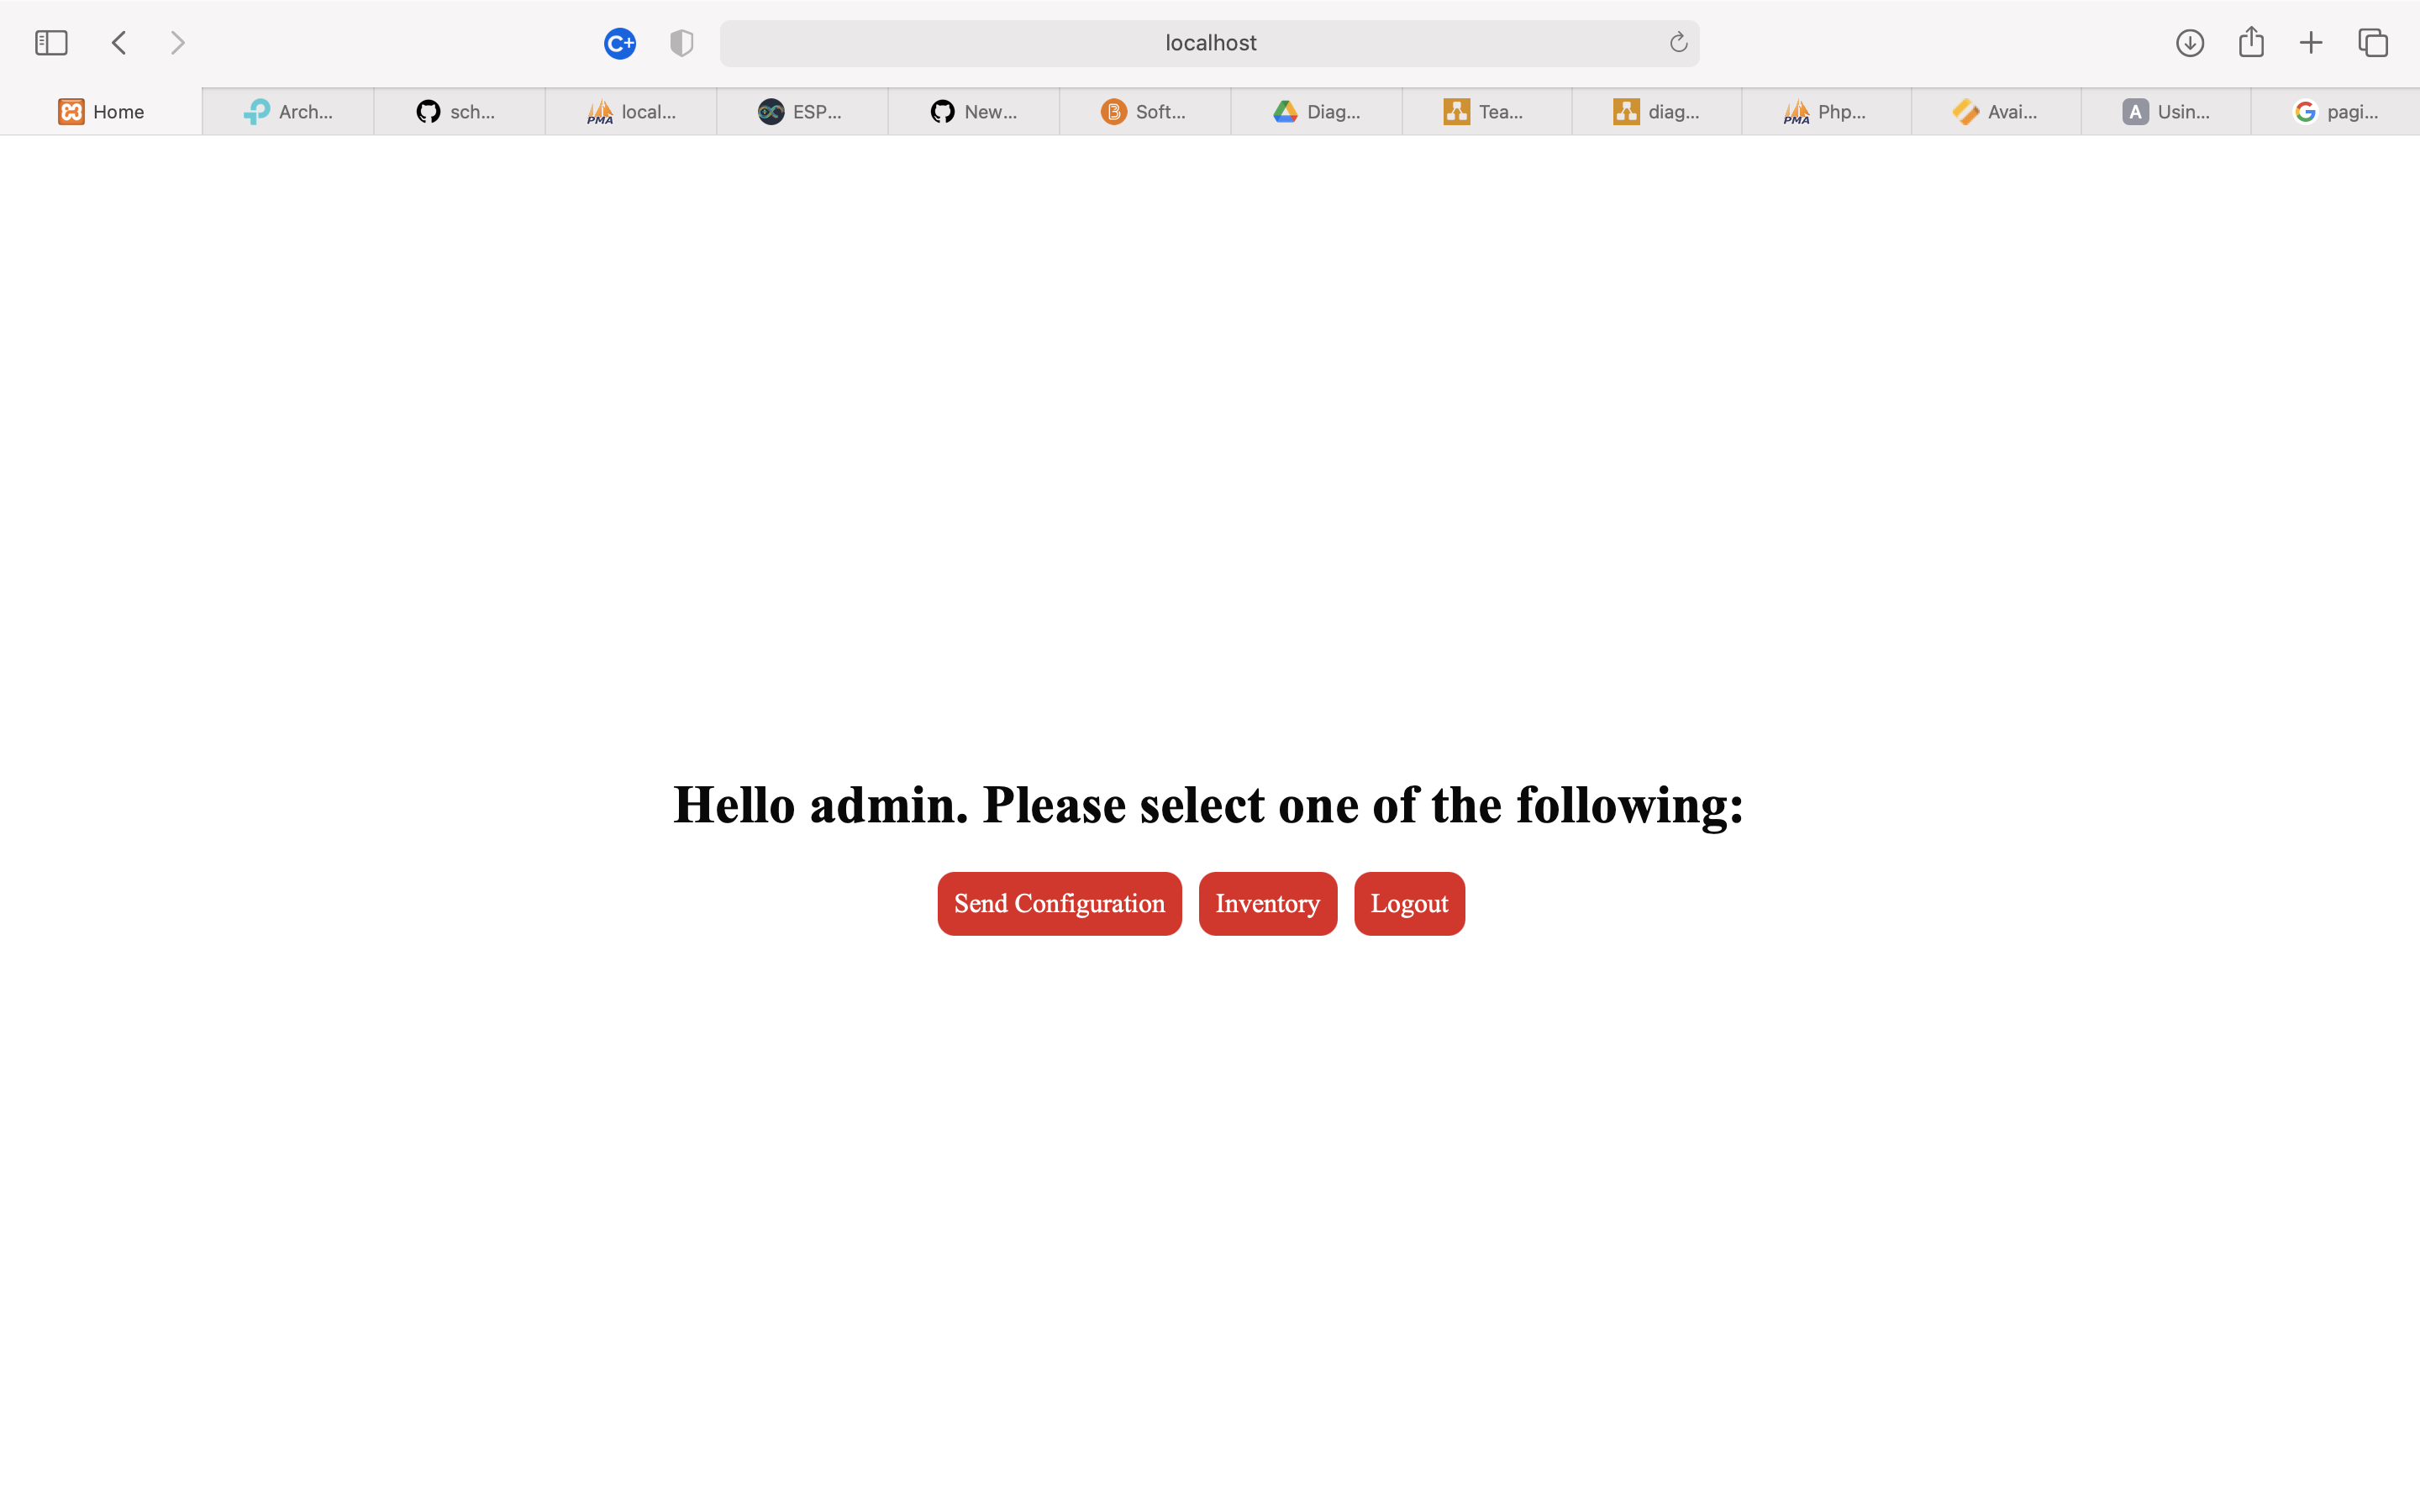 localhost
Home Arch... sch... local... ESP... New... Soft... Diag... Tea... diag... Php... Avai... Usin... pagi...
Hello admin. Please select one of the following:
Send Configuration Inventory Logout